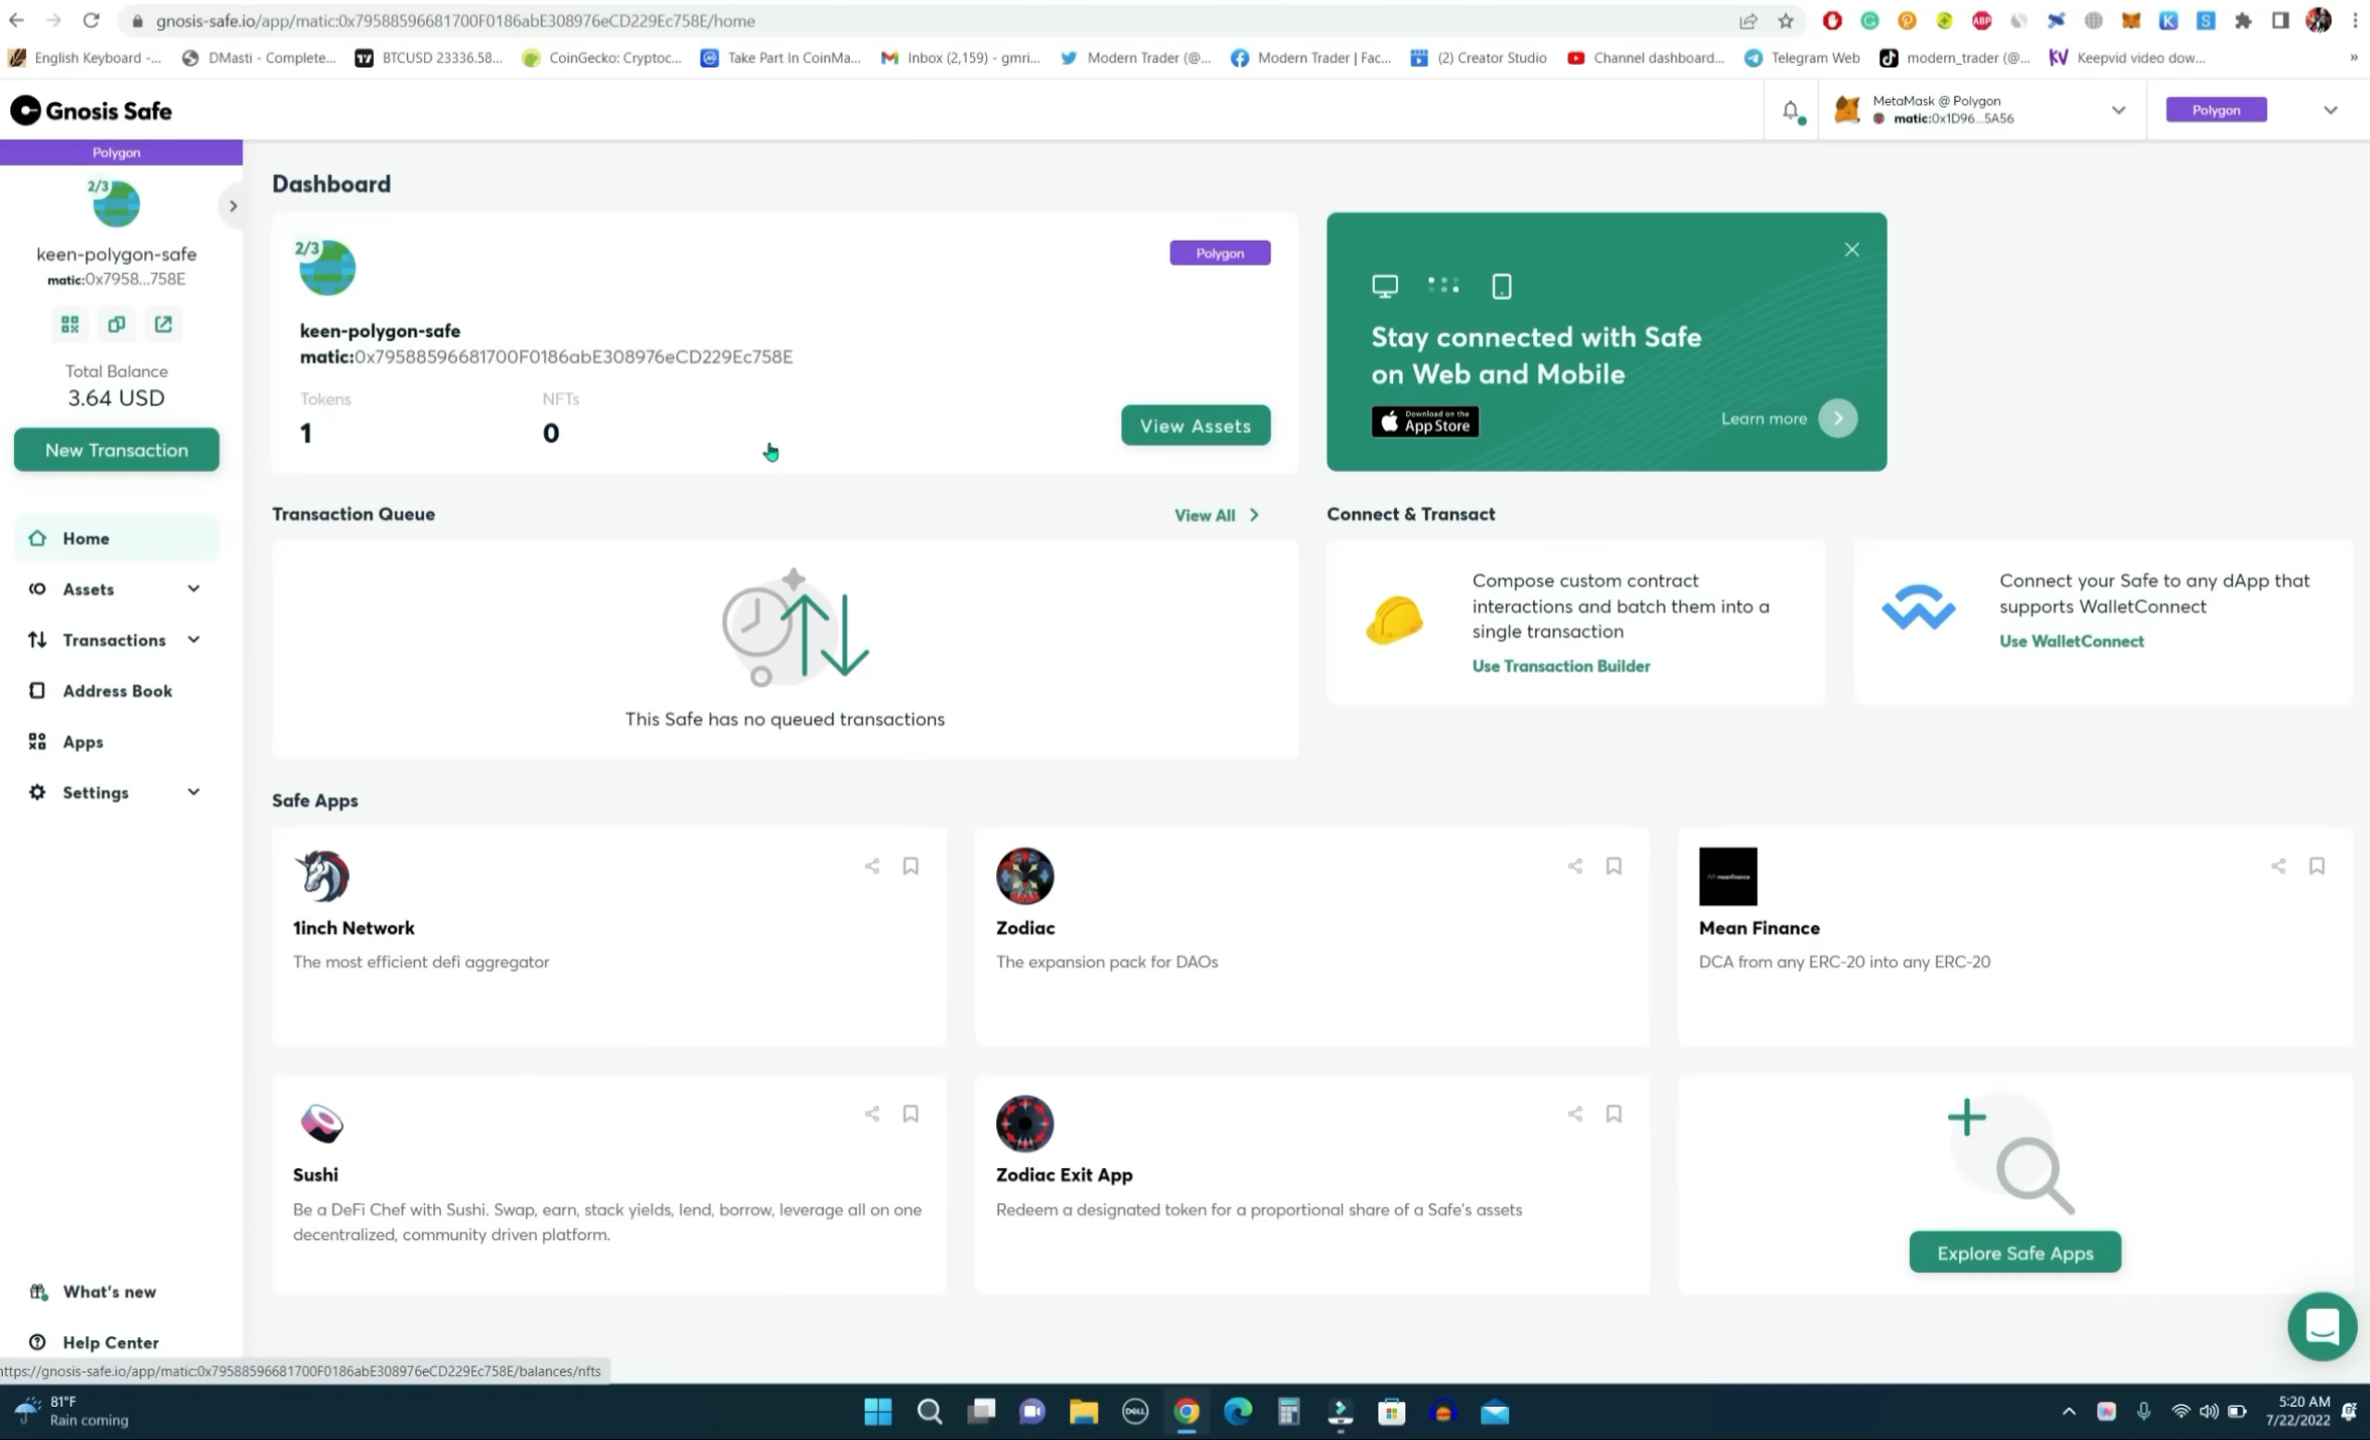 gnosis-safe.io/app/matic:0x79588596681700F0186abE308976eCD229Ec758E/home
ABP
K
S
English Keyboard -...
DMasti - Complete...
BTCUSD 23336.58...
CoinGecko: Cryptoc...
Take Part In CoinMa...
Inbox (2,159) - gmri...
Modern Trader (@...
Modern Trader | Fac...
(2) Creator Studio
Channel dashboard...
Telegram Web
modern_trader (@...
KV
Keepvid video dow...
»
Gnosis Safe
MetaMask @ Polygon
matic:0x1D96...5A56
Polygon
Polygon
2/3
keen-polygon-safe
matic:0x7958...758E
Total Balance
3.64 USD
New Transaction
Home
Assets
Transactions
Address Book
Apps
Settings
What's new
Help Center
Dashboard
2/3
Polygon
keen-polygon-safe
matic:0x79588596681700F0186abE308976eCD229Ec758E
Tokens
NFTs
1
0
View Assets
Stay connected with Safe
on Web and Mobile
Download on the
App Store
Learn more
Transaction Queue
View All
This Safe has no queued transactions
Connect & Transact
Compose custom contract
interactions and batch them into a
single transaction
Use Transaction Builder
Connect your Safe to any dApp that
supports WalletConnect
Use WalletConnect
Safe Apps
1inch Network
The most efficient defi aggregator
Zodiac
The expansion pack for DAOs
Mean Finance
DCA from any ERC-20 into any ERC-20
Sushi
Be a DeFi Chef with Sushi. Swap, earn, stack yields, lend, borrow, leverage all on one
decentralized, community driven platform.
Zodiac Exit App
Redeem a designated token for a proportional share of a Safe's assets
Explore Safe Apps
https://gnosis-safe.io/app/matic:0x79588596681700F0186abE308976eCD229Ec758E/balances/nfts
81°F
Rain coming
DELL
5:20 AM
7/22/2022